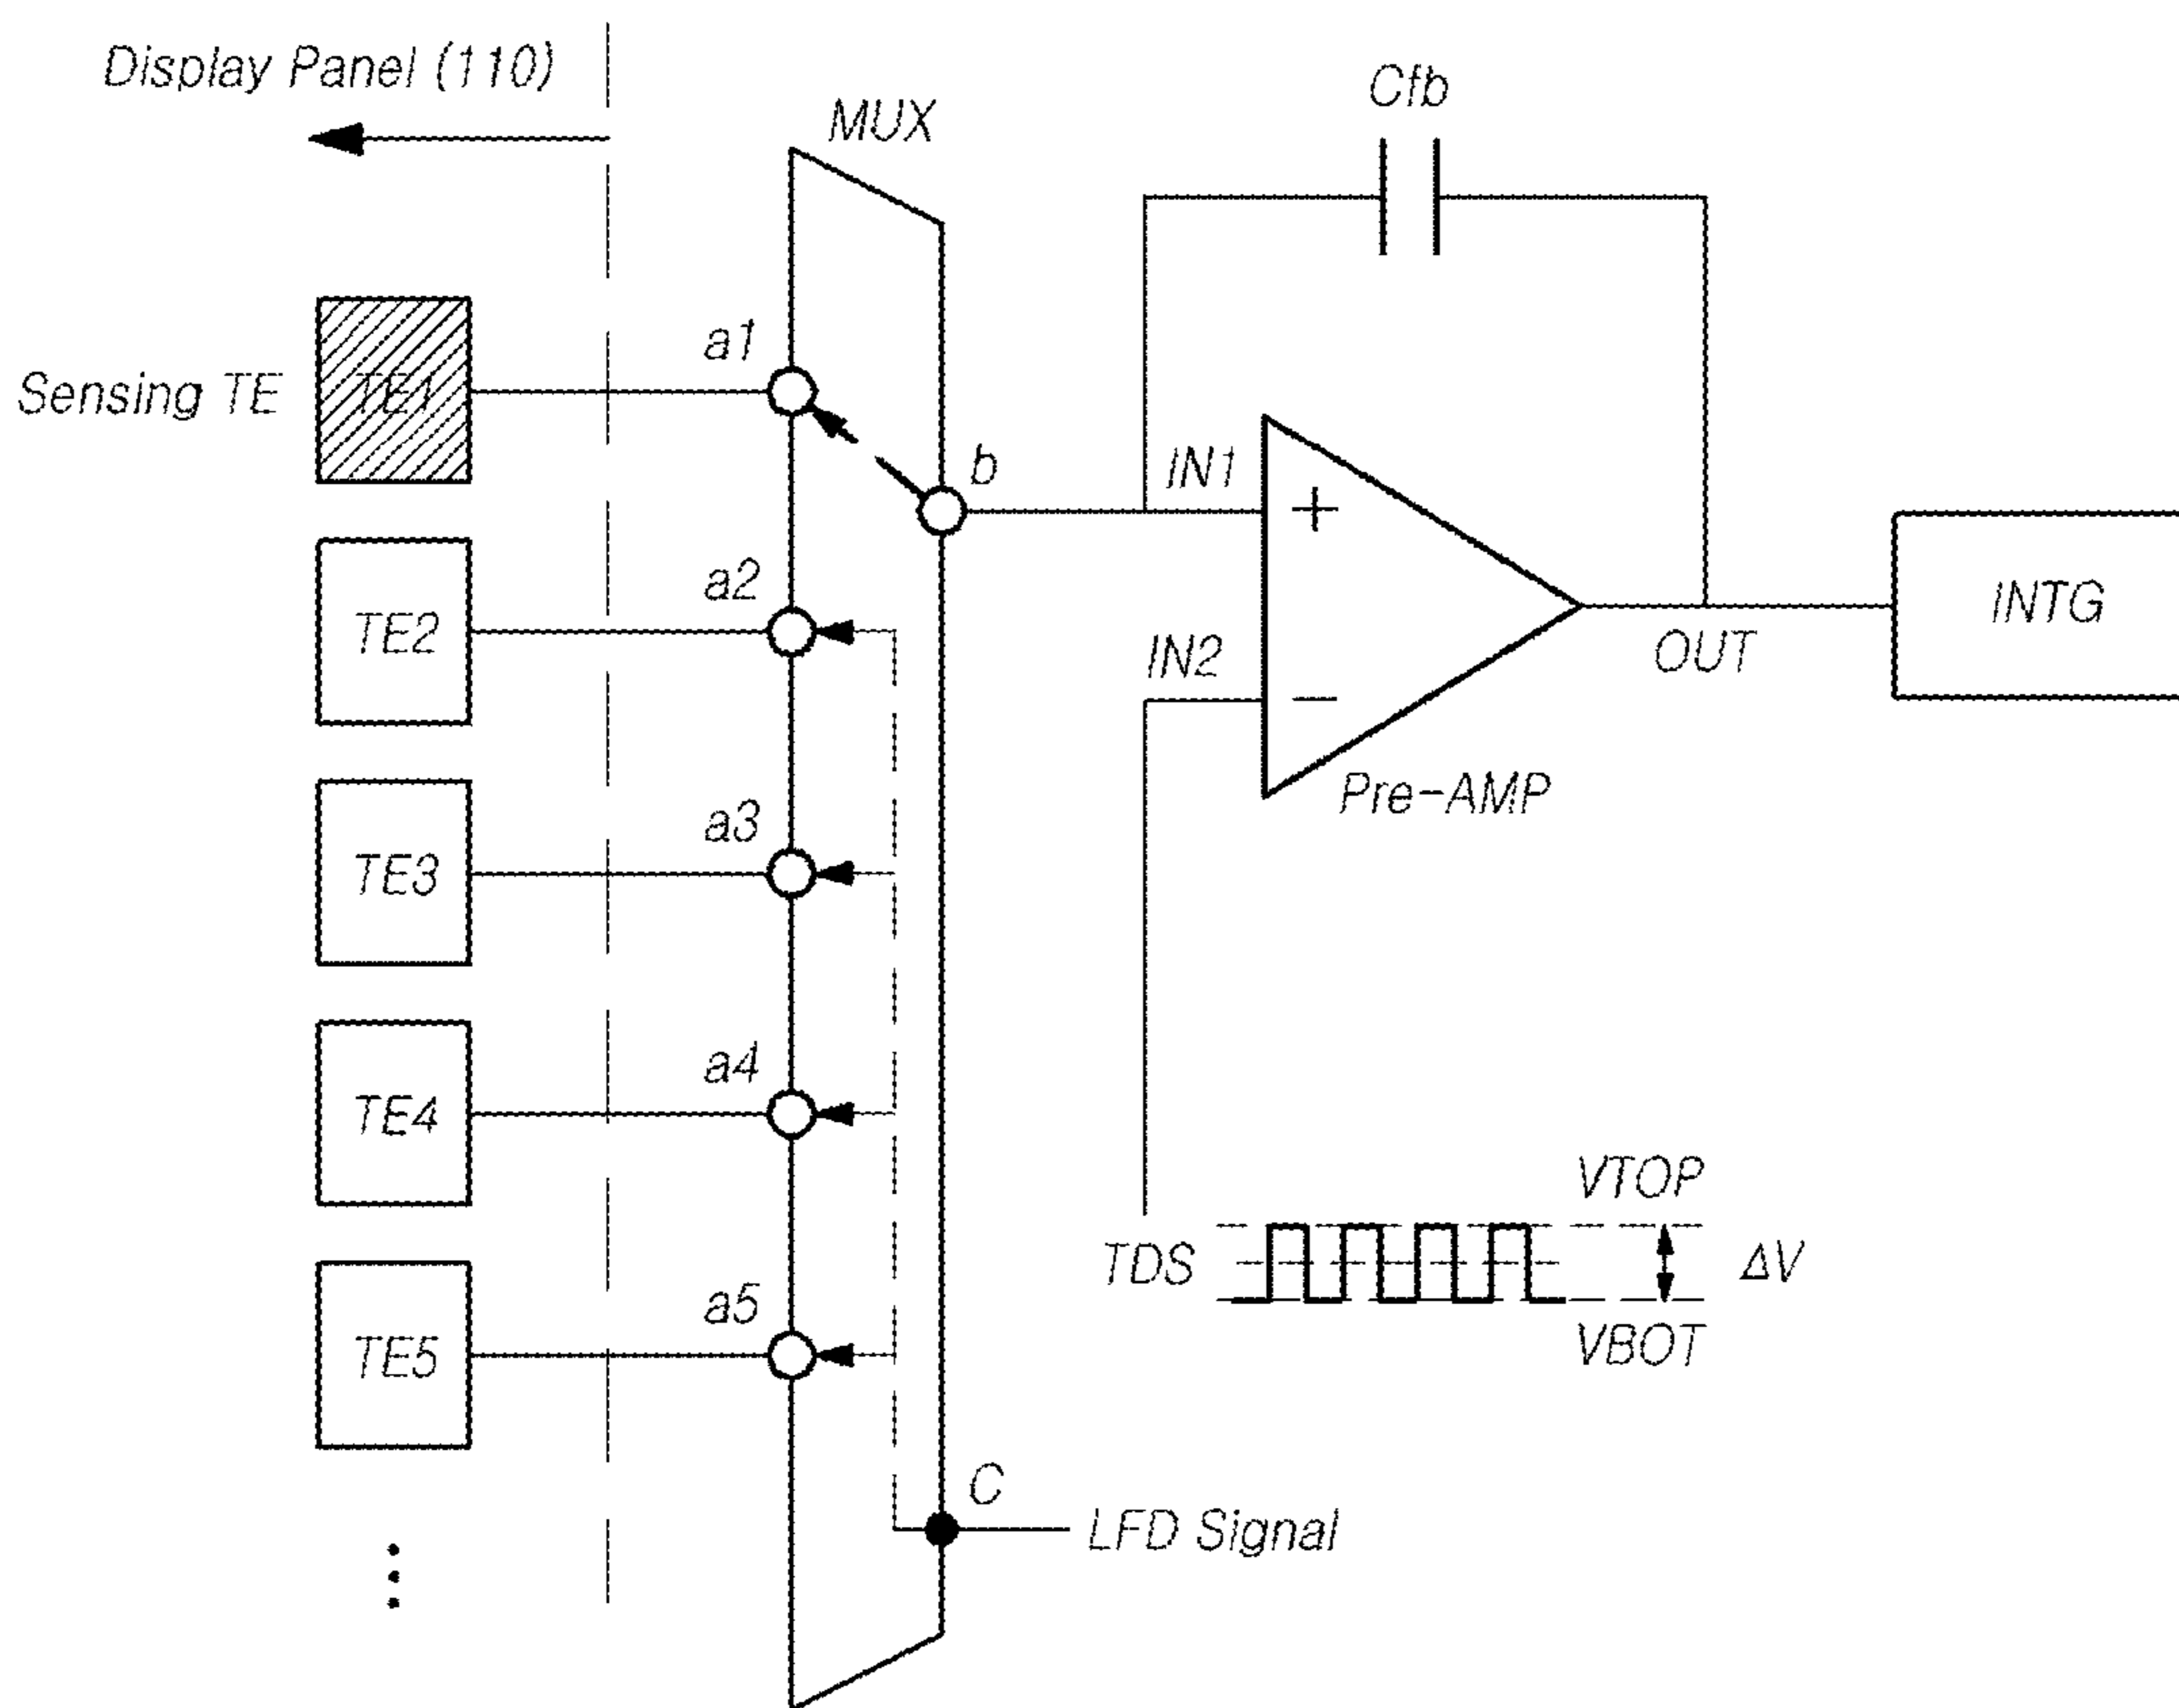 Display Panel (110)
MUX
Cfb
Sensing TE
TE1
a1
b
IN1
+
TE2
a2
IN2
−
OUT
INTG
Pre-AMP
TE3
a3
TE4
a4
TDS
VTOP
ΔV
VBOT
TE5
a5
C
LFD Signal